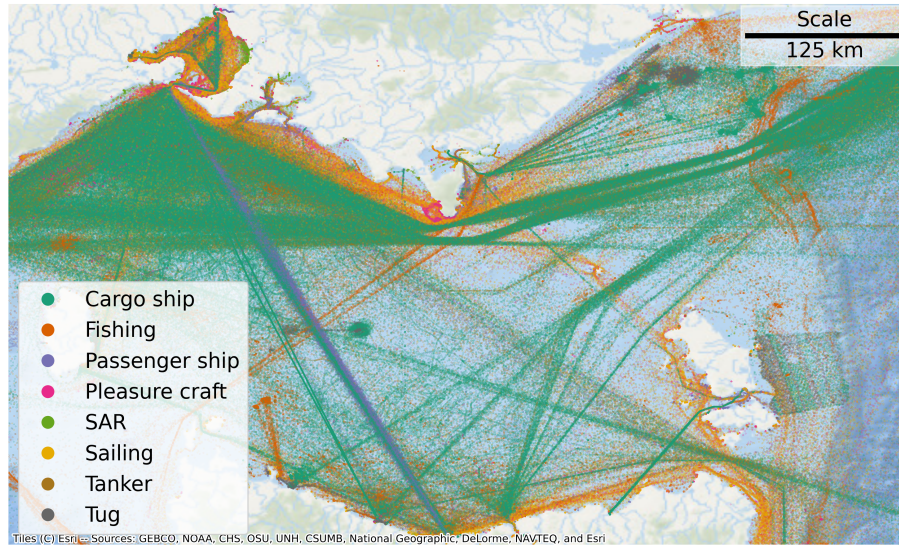 Scale
125 km
Cargo ship
Fishing
Passenger ship
Pleasure craft
SAR
Sailing
Tanker
Tug
Tiles (C) Esri -- Sources: GEBCO, NOAA, CHS, OSU, UNH, CSUMB, National Geographic, DeLorme, NAVTEQ, and Esri